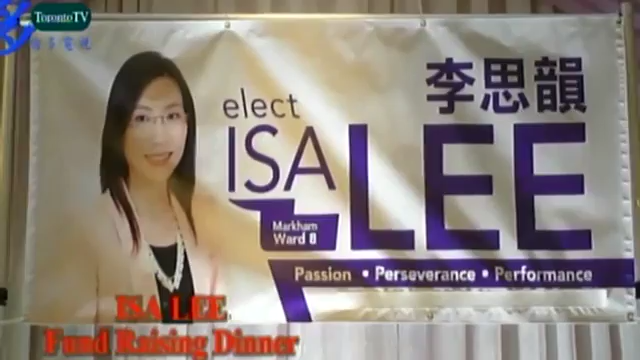 TorontoTV
李思韻
elect
ISA LEE
Markham
Ward 8
Passion • Perseverance • Performance
ISA LEE
Fund Raising Dinner